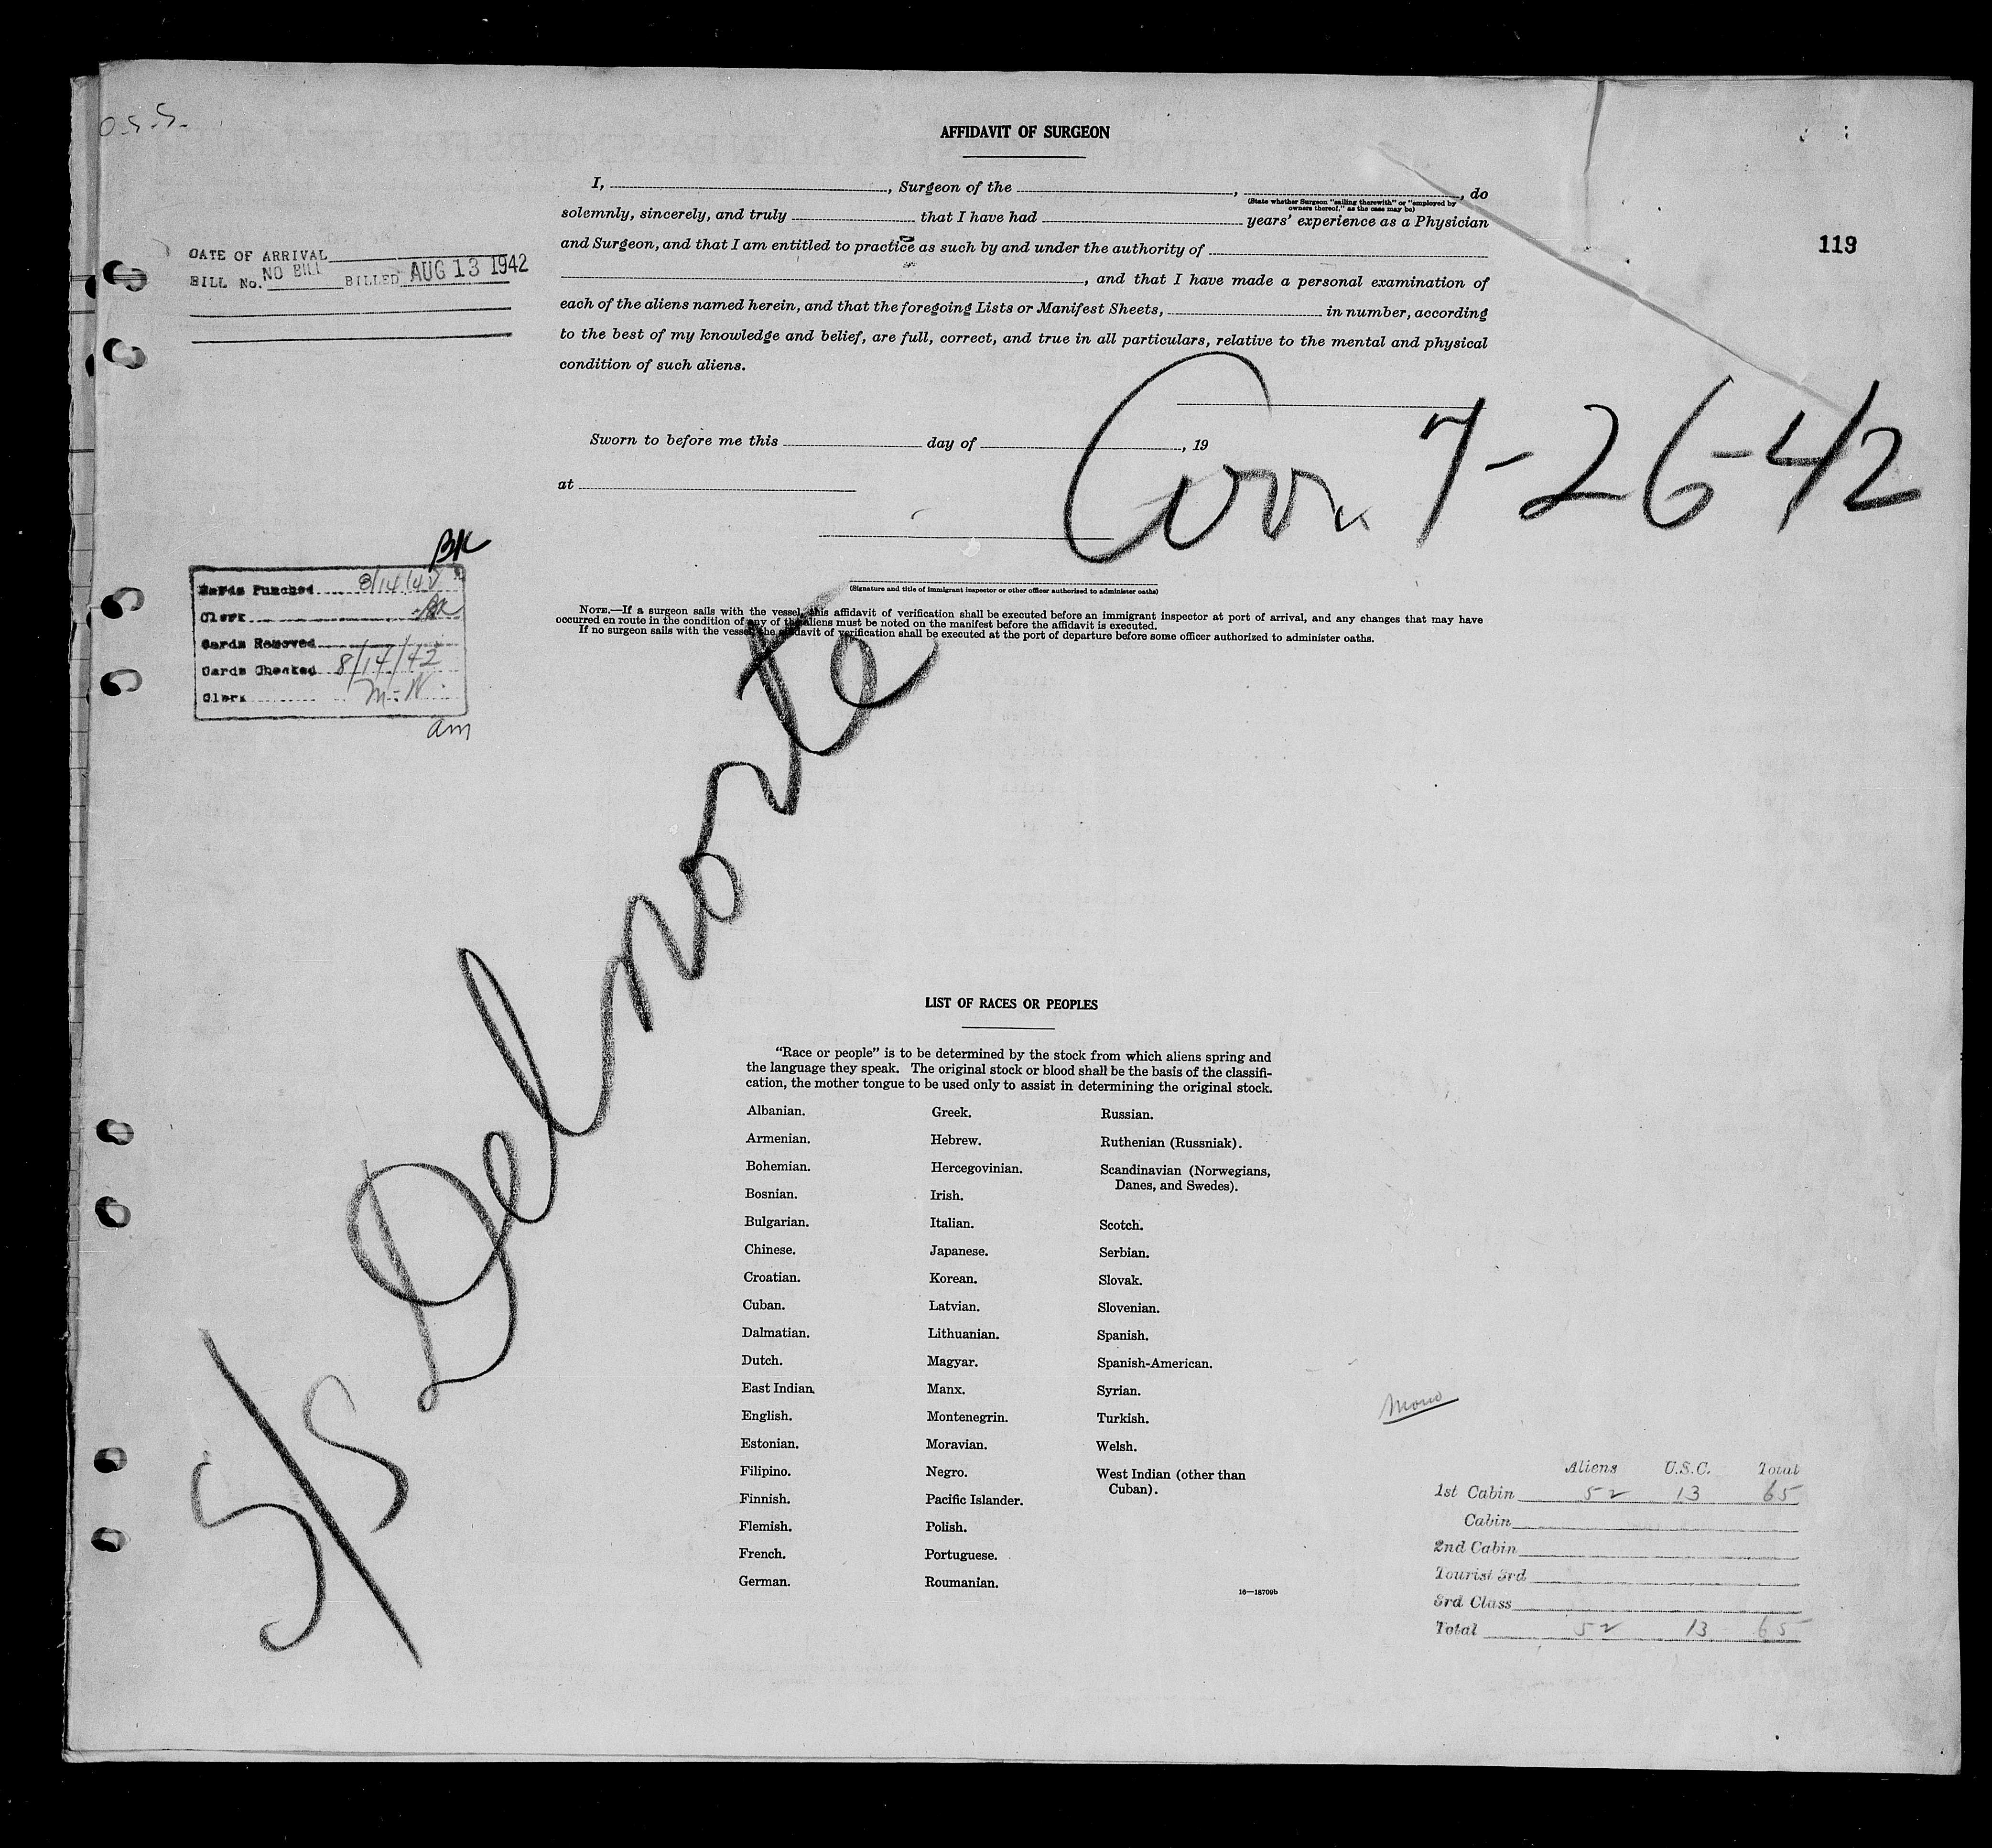 O.S.S.
AFFIDAVIT OF SURGEON
I, , Surgeon of the , , do
(State whether Surgeon "sailing therewith" or "employed by
owners thereof," as the case may be)
solemnly, sincerely, and truly that I have had years' experience as a Physician
and Surgeon, and that I am entitled to practice as such by and under the authority of
, and that I have made a personal examination of
each of the aliens named herein, and that the foregoing Lists or Manifest Sheets, in number, according
to the best of my knowledge and belief, are full, correct, and true in all particulars, relative to the mental and physical
condition of such aliens.
119
DATE OF ARRIVAL
BILL No. NO BILL BILLED AUG 13 1942
Sworn to before me this day of , 19
at
7-26-42
(Signature and title of immigrant inspector or other officer authorized to administer oaths)
NOTE.—If a surgeon sails with the vessel, this affidavit of verification shall be executed before an immigrant inspector at port of arrival, and any changes that may have
occurred en route in the condition of any of the aliens must be noted on the manifest before the affidavit is executed.
If no surgeon sails with the vessel, the affidavit of verification shall be executed at the port of departure before some officer authorized to administer oaths.
BK
Cards Punched 8/14/42
Clerk BK
Cards Removed
Cards Checked 8/14/42
Clerk M.N.
am
S/S Delnorte
LIST OF RACES OR PEOPLES
"Race or people" is to be determined by the stock from which aliens spring and
the language they speak. The original stock or blood shall be the basis of the classifi-
cation, the mother tongue to be used only to assist in determining the original stock.
Albanian.
Armenian.
Bohemian.
Bosnian.
Bulgarian.
Chinese.
Croatian.
Cuban.
Dalmatian.
Dutch.
East Indian.
English.
Estonian.
Filipino.
Finnish.
Flemish.
French.
German.
Greek.
Hebrew.
Hercegovinian.
Irish.
Italian.
Japanese.
Korean.
Latvian.
Lithuanian.
Magyar.
Manx.
Montenegrin.
Moravian.
Negro.
Pacific Islander.
Polish.
Portuguese.
Roumanian.
Russian.
Ruthenian (Russniak).
Scandinavian (Norwegians,
Danes, and Swedes).
Scotch.
Serbian.
Slovak.
Slovenian.
Spanish.
Spanish-American.
Syrian.
Turkish.
Welsh.
West Indian (other than
Cuban).
16—18709b
Aliens U.S.C. Total
1st Cabin 52 13 65
Cabin
2nd Cabin
Tourist 3rd
3rd Class
Total 52 13 65